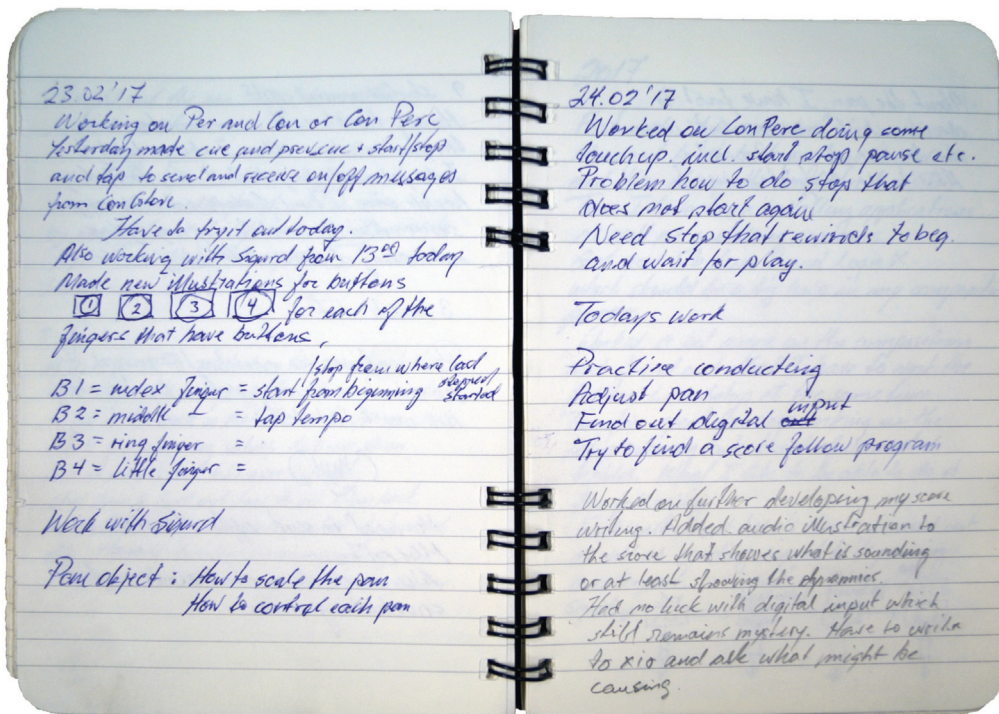 23.02'17
Working on Per and Con or Con Perc
Yesterday made cue and prev.cue + start/stop
and tap to send and receive on/off messages
from ConGlove.
Have to try it out today.
Also working with Sigurd from 13 00 today
Made new illustrations for buttons
1 2 3 4 for each of the
fingers that have buttons.
/stop from where last
B1 = index finger = start from beginning stopped/
started
B2 = middle — = tap tempo
B3 = ring finger =
B4 = little finger =
Work with Sigurd
Pan object : How to scale the pan
How to control each pan
24.02'17
Worked on ConPerc doing some
touchup. incl. start stop pause etc.
Problem how to do stop that
does not start again
Need stop that rewinds to beg.
and wait for play.
Todays work
Practise conducting
Adjust pan
Find out digital out input
Try to find a score follow program
Worked on further developing my score
writing. Added audio illustration to
the score that shows what is sounding
or at least showing the dynamics.
Had no luck with digital input which
still remains mystery. Have to write
to xio and ask what might be
causing.